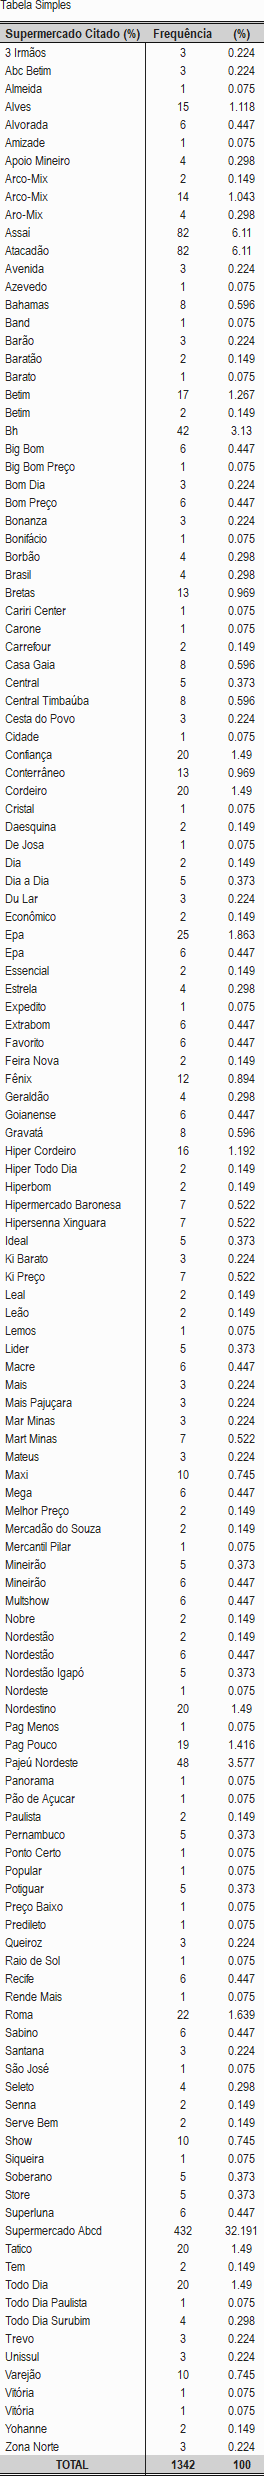 Tabela Simples
Supermercado Citado (%) Frequência (%)
3 Irmãos 3 0.224
Abc Betim 3 0.224
Almeida 1 0.075
Alves 15 1.118
Alvorada 6 0.447
Amizade 1 0.075
Apoio Mineiro 4 0.298
Arco-Mix 2 0.149
Arco-Mix 14 1.043
Aro-Mix 4 0.298
Assaí 82 6.11
Atacadão 82 6.11
Avenida 3 0.224
Azevedo 1 0.075
Bahamas 8 0.596
Band 1 0.075
Barão 3 0.224
Baratão 2 0.149
Barato 1 0.075
Betim 17 1.267
Betim 2 0.149
Bh 42 3.13
Big Bom 6 0.447
Big Bom Preço 1 0.075
Bom Dia 3 0.224
Bom Preço 6 0.447
Bonanza 3 0.224
Bonifácio 1 0.075
Borbão 4 0.298
Brasil 4 0.298
Bretas 13 0.969
Cariri Center 1 0.075
Carone 1 0.075
Carrefour 2 0.149
Casa Gaia 8 0.596
Central 5 0.373
Central Timbaúba 8 0.596
Cesta do Povo 3 0.224
Cidade 1 0.075
Confiança 20 1.49
Conterrâneo 13 0.969
Cordeiro 20 1.49
Cristal 1 0.075
Daesquina 2 0.149
De Josa 1 0.075
Dia 2 0.149
Dia a Dia 5 0.373
Du Lar 3 0.224
Econômico 2 0.149
Epa 25 1.863
Epa 6 0.447
Essencial 2 0.149
Estrela 4 0.298
Expedito 1 0.075
Extrabom 6 0.447
Favorito 6 0.447
Feira Nova 2 0.149
Fênix 12 0.894
Geraldão 4 0.298
Goianense 6 0.447
Gravatá 8 0.596
Hiper Cordeiro 16 1.192
Hiper Todo Dia 2 0.149
Hiperbom 2 0.149
Hipermercado Baronesa 7 0.522
Hipersenna Xinguara 7 0.522
Ideal 5 0.373
Ki Barato 3 0.224
Ki Preço 7 0.522
Leal 2 0.149
Leão 2 0.149
Lemos 1 0.075
Lider 5 0.373
Macre 6 0.447
Mais 3 0.224
Mais Pajuçara 3 0.224
Mar Minas 3 0.224
Mart Minas 7 0.522
Mateus 3 0.224
Maxi 10 0.745
Mega 6 0.447
Melhor Preço 2 0.149
Mercadão do Souza 2 0.149
Mercantil Pilar 1 0.075
Mineirão 5 0.373
Mineirão 6 0.447
Multshow 6 0.447
Nobre 2 0.149
Nordestão 2 0.149
Nordestão 6 0.447
Nordestão Igapó 5 0.373
Nordeste 1 0.075
Nordestino 20 1.49
Pag Menos 1 0.075
Pag Pouco 19 1.416
Pajeú Nordeste 48 3.577
Panorama 1 0.075
Pão de Açucar 1 0.075
Paulista 2 0.149
Pernambuco 5 0.373
Ponto Certo 1 0.075
Popular 1 0.075
Potiguar 5 0.373
Preço Baixo 1 0.075
Predileto 1 0.075
Queiroz 3 0.224
Raio de Sol 1 0.075
Recife 6 0.447
Rende Mais 1 0.075
Roma 22 1.639
Sabino 6 0.447
Santana 3 0.224
São José 1 0.075
Seleto 4 0.298
Senna 2 0.149
Serve Bem 2 0.149
Show 10 0.745
Siqueira 1 0.075
Soberano 5 0.373
Store 5 0.373
Superluna 6 0.447
Supermercado Abcd 432 32.191
Tatico 20 1.49
Tem 2 0.149
Todo Dia 20 1.49
Todo Dia Paulista 1 0.075
Todo Dia Surubim 4 0.298
Trevo 3 0.224
Unissul 3 0.224
Varejão 10 0.745
Vitória 1 0.075
Vitória 1 0.075
Yohanne 2 0.149
Zona Norte 3 0.224
TOTAL 1342 100